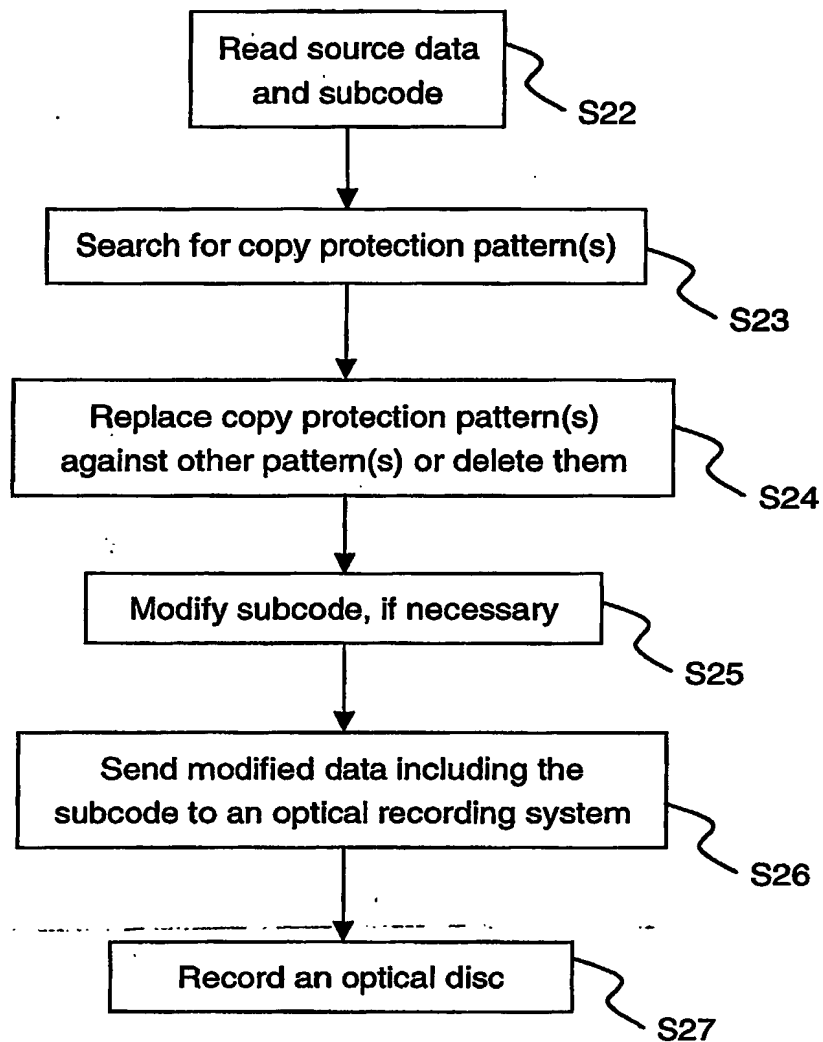 Read source data
and subcode
S22
Search for copy protection pattern(s)
S23
Replace copy protection pattern(s)
against other pattern(s) or delete them
S24
Modify subcode, if necessary
S25
Send modified data including the
subcode to an optical recording system
S26
Record an optical disc
S27